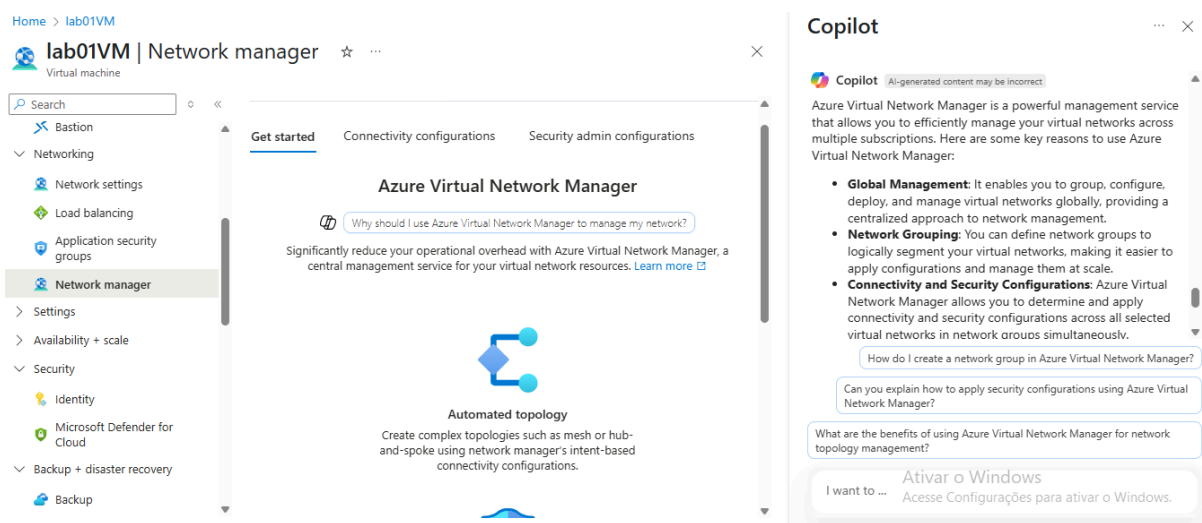 Home > lab01VM
lab01VM | Network manager
Virtual machine
Search
Bastion
Networking
Network settings
Load balancing
Application security
groups
Network manager
Settings
Availability + scale
Security
Identity
Microsoft Defender for
Cloud
Backup + disaster recovery
Backup
Get started
Connectivity configurations
Security admin configurations
Azure Virtual Network Manager
Why should I use Azure Virtual Network Manager to manage my network?
Significantly reduce your operational overhead with Azure Virtual Network Manager, a
central management service for your virtual network resources. Learn more
Automated topology
Create complex topologies such as mesh or hub-
and-spoke using network manager's intent-based
connectivity configurations.
Copilot
Copilot AI-generated content may be incorrect
Azure Virtual Network Manager is a powerful management service
that allows you to efficiently manage your virtual networks across
multiple subscriptions. Here are some key reasons to use Azure
Virtual Network Manager:
• Global Management: It enables you to group, configure,
deploy, and manage virtual networks globally, providing a
centralized approach to network management.
• Network Grouping: You can define network groups to
logically segment your virtual networks, making it easier to
apply configurations and manage them at scale.
• Connectivity and Security Configurations: Azure Virtual
Network Manager allows you to determine and apply
connectivity and security configurations across all selected
virtual networks in network groups simultaneously.
How do I create a network group in Azure Virtual Network Manager?
Can you explain how to apply security configurations using Azure Virtual
Network Manager?
What are the benefits of using Azure Virtual Network Manager for network
topology management?
I want to ...
Ativar o Windows
Acesse Configurações para ativar o Windows.